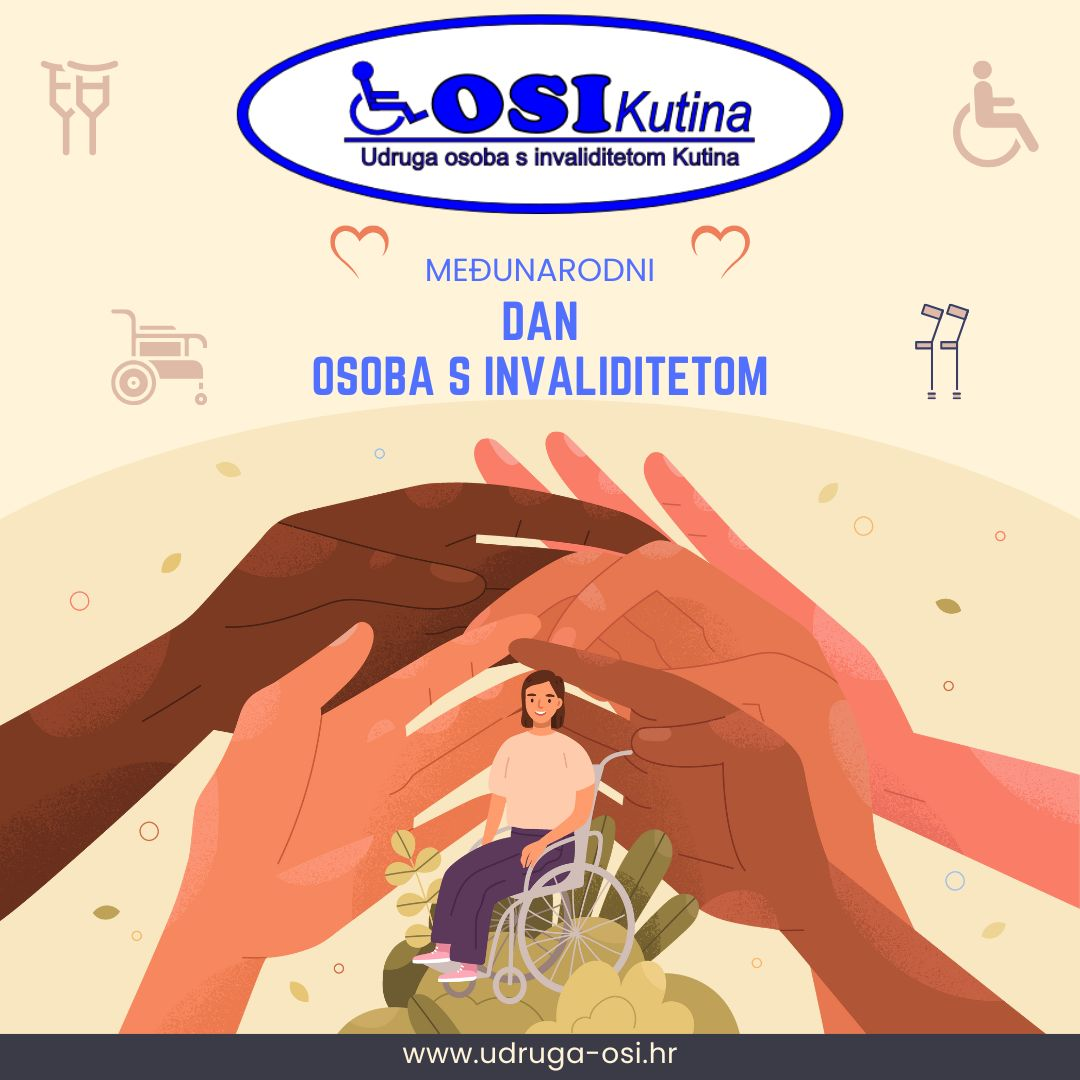 OSI Kutina
Udruga osoba s invaliditetom Kutina
MEĐUNARODNI
DAN
OSOBA S INVALIDITETOM
www.udruga-osi.hr